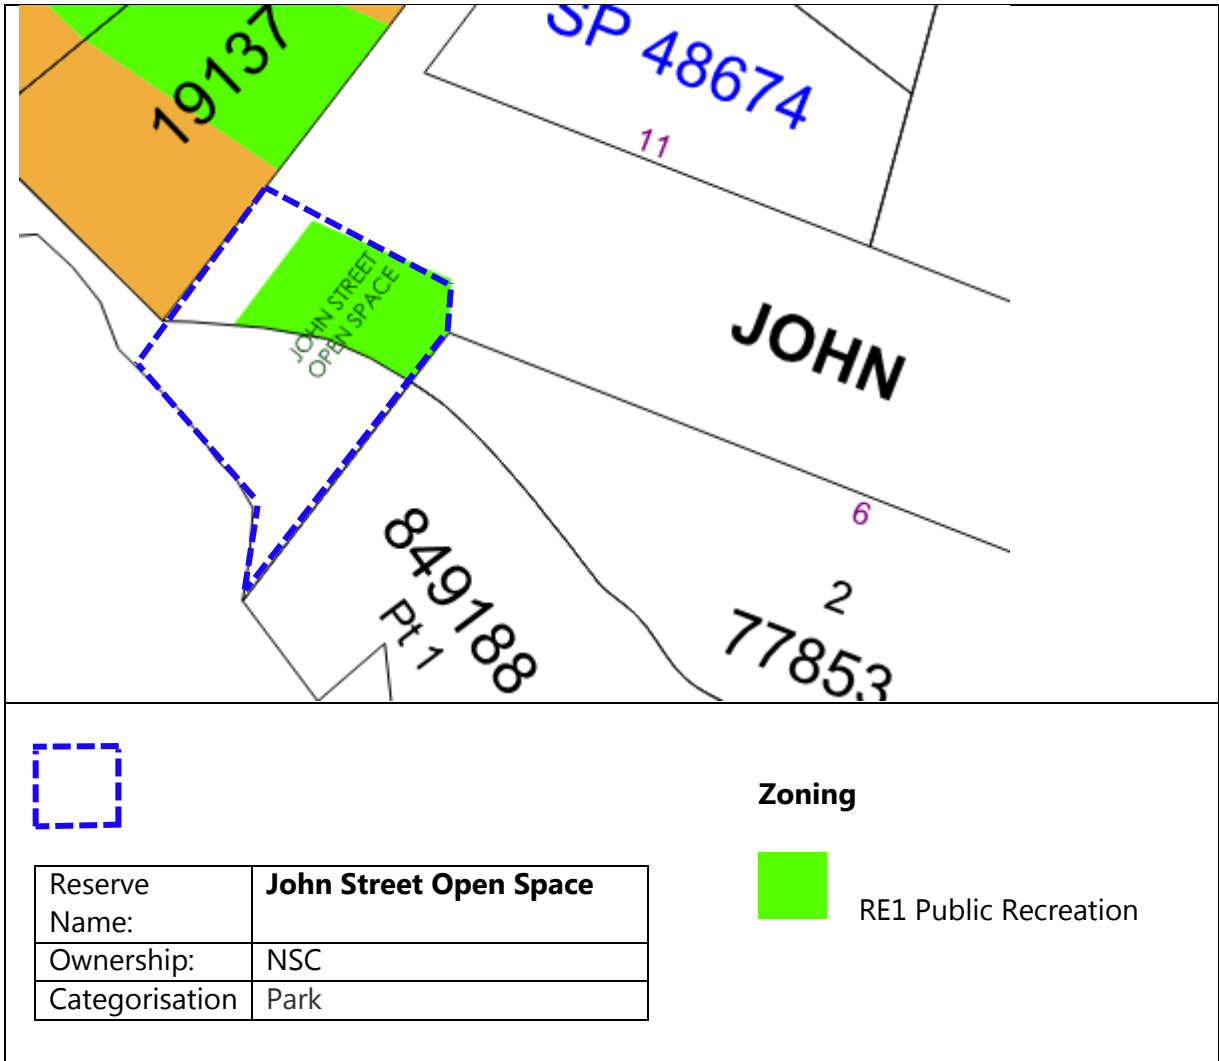 19137
SP 48674
11
JOHN STREET
OPEN SPACE
JOHN
6
849188
Pt 1
2
77853
Zoning
RE1 Public Recreation
Reserve
Name:
John Street Open Space
Ownership:
NSC
Categorisation
Park